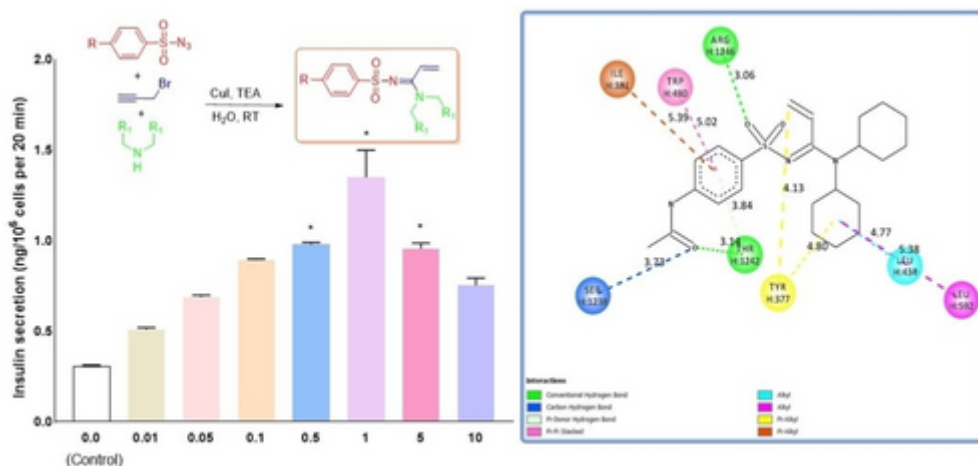 R
O
S
O
N₃
+
Br
+
R₁ R₁
N
H
CuI, TEA
H₂O, RT
R
O
S
O
N
N
R₁
R₁
Insulin secretion (ng/10⁶ cells per 20 min)
2.0
1.5
1.0
0.5
0.0
*
*
*
0.0 0.01 0.05 0.1 0.5 1 5 10
(Control)
ARG
H:1246
3.06
ILE
H:381
TRP
H:430
5.39
5.02
4.13
3.84
3.14
THR
H:1242
3.73
4.80
4.77
5.38
LEU
H:434
TYR
H:377
LEU
H:592
Interactions
Conventional Hydrogen Bond
Carbon Hydrogen Bond
Pi-Donor Hydrogen Bond
Pi-Pi Stacked
Alkyl
Alkyl
Pi-Alkyl
Pi-Alkyl